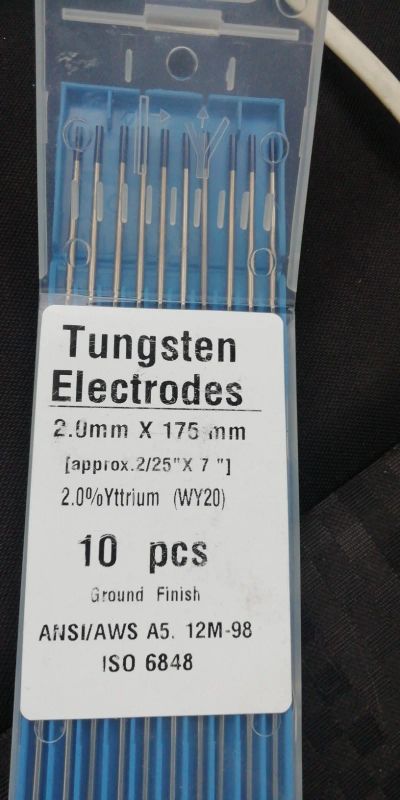 Tungsten
Electrodes
2.0mm X 175 mm
[approx.2/25"X 7 "]
2.0%Yttrium (WY20)
10 pcs
Ground Finish
ANSI/AWS A5. 12M-98
ISO 6848